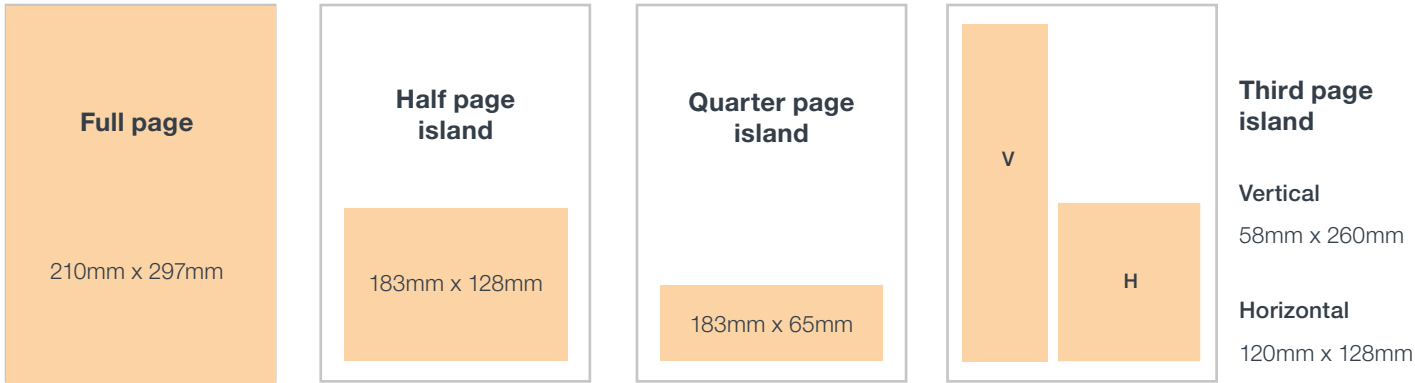 Full page
210mm x 297mm
Half page
island
183mm x 128mm
Quarter page
island
183mm x 65mm
V
H
Third page
island
Vertical
58mm x 260mm
Horizontal
120mm x 128mm